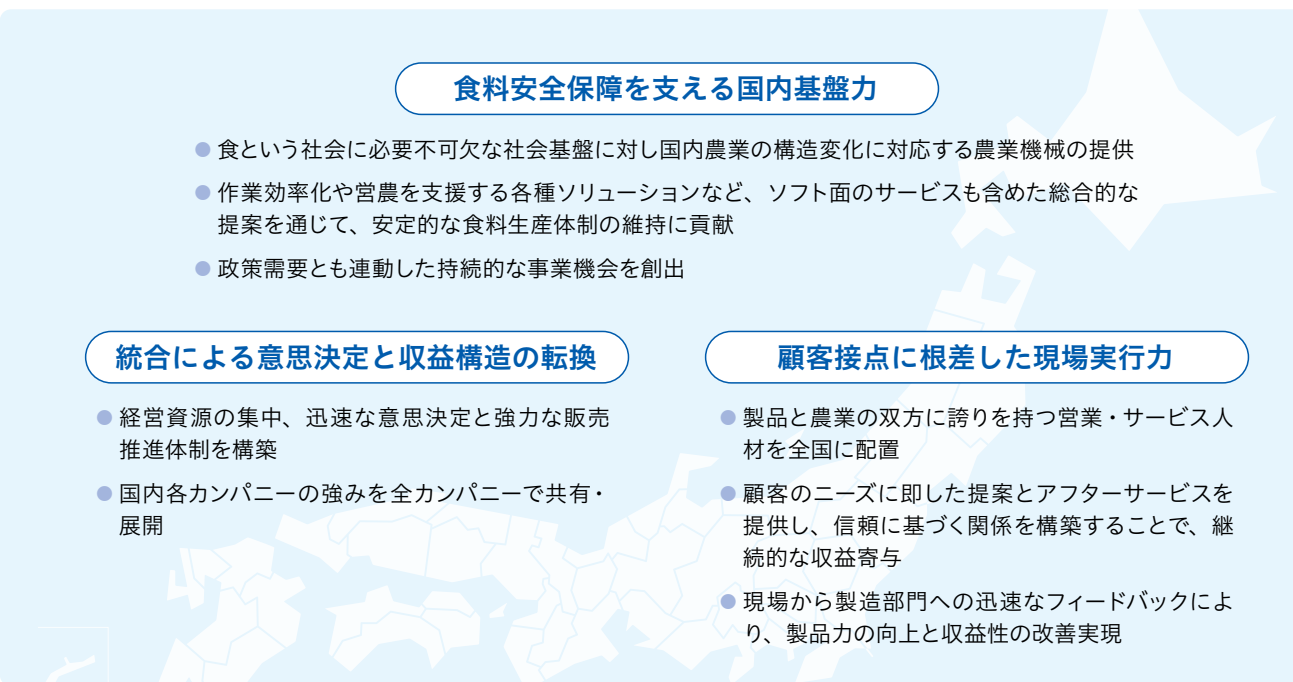 食料安全保障を支える国内基盤力
● 食という社会に必要不可欠な社会基盤に対し国内農業の構造変化に対応する農業機械の提供
● 作業効率化や営農を支援する各種ソリューションなど、ソフト面のサービスも含めた総合的な
提案を通じて、安定的な食料生産体制の維持に貢献
● 政策需要とも連動した持続的な事業機会を創出
統合による意思決定と収益構造の転換
● 経営資源の集中、迅速な意思決定と強力な販売
推進体制を構築
● 国内各カンパニーの強みを全カンパニーで共有・
展開
顧客接点に根差した現場実行力
● 製品と農業の双方に誇りを持つ営業・サービス人
材を全国に配置
● 顧客のニーズに即した提案とアフターサービスを
提供し、信頼に基づく関係を構築することで、継
続的な収益寄与
● 現場から製造部門への迅速なフィードバックによ
り、製品力の向上と収益性の改善実現